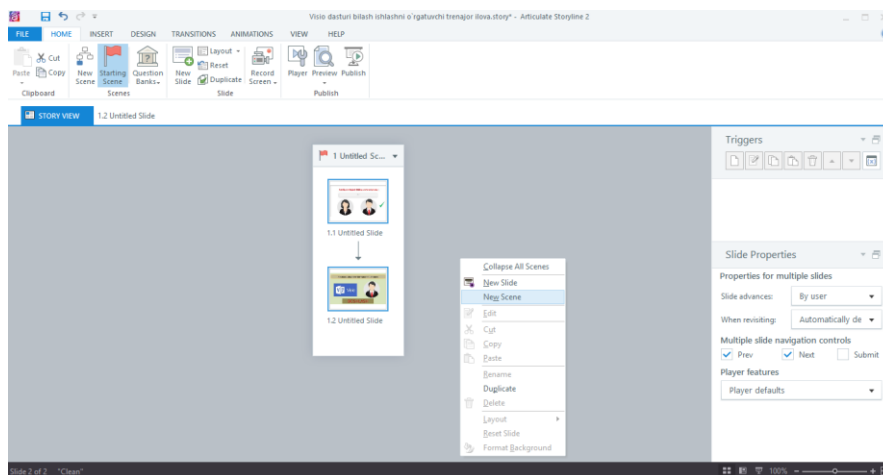 Visio dasturi bilash ishlashni o`rgatuvchi trenajor ilova.story* - Articulate Storyline 2
FILE HOME INSERT DESIGN TRANSITIONS ANIMATIONS VIEW HELP
Paste
Cut
Copy
New Scene
Starting Scene
Question Banks
New Slide
Layout
Reset
Duplicate
Record Screen
Player
Preview
Publish
Clipboard Scenes Slide Publish
STORY VIEW 1.2 Untitled Slide
1 Untitled Sc...
1.1 Untitled Slide
1.2 Untitled Slide
Collapse All Scenes
New Slide
New Scene
Edit
Cut
Copy
Paste
Rename
Duplicate
Delete
Layout
Reset Slide
Format Background
Triggers
Slide Properties
Properties for multiple slides
Slide advances: By user
When revisiting: Automatically de
Multiple slide navigation controls
Prev Next Submit
Player features
Player defaults
Slide 2 of 2 "Clean" 100%